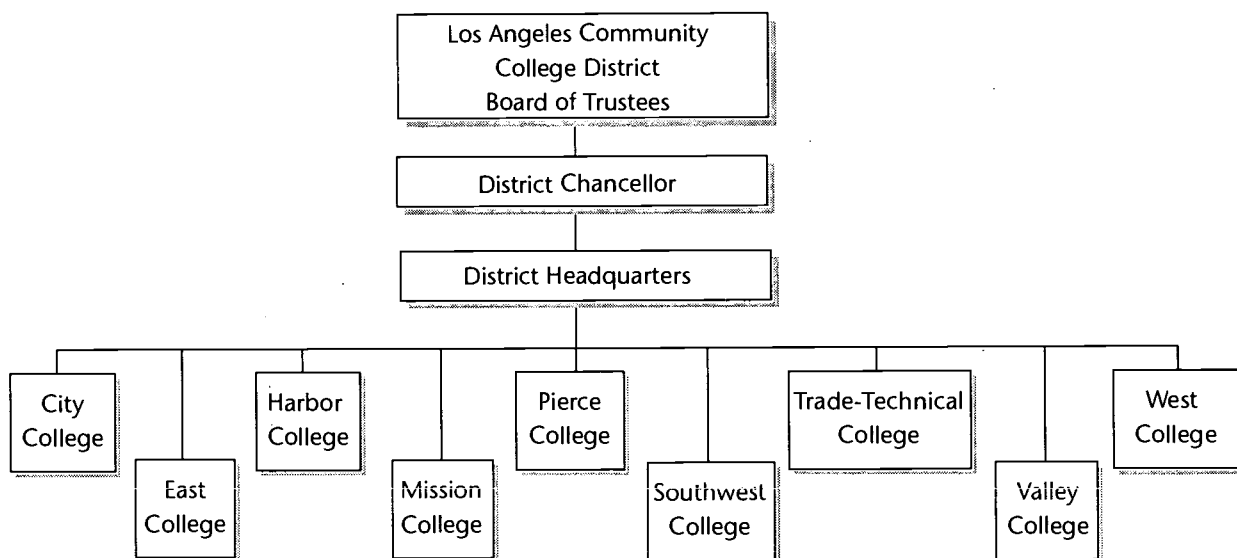 Los Angeles Community
College District
Board of Trustees
District Chancellor
District Headquarters
City
College
East
College
Harbor
College
Mission
College
Pierce
College
Southwest
College
Trade-Technical
College
Valley
College
West
College